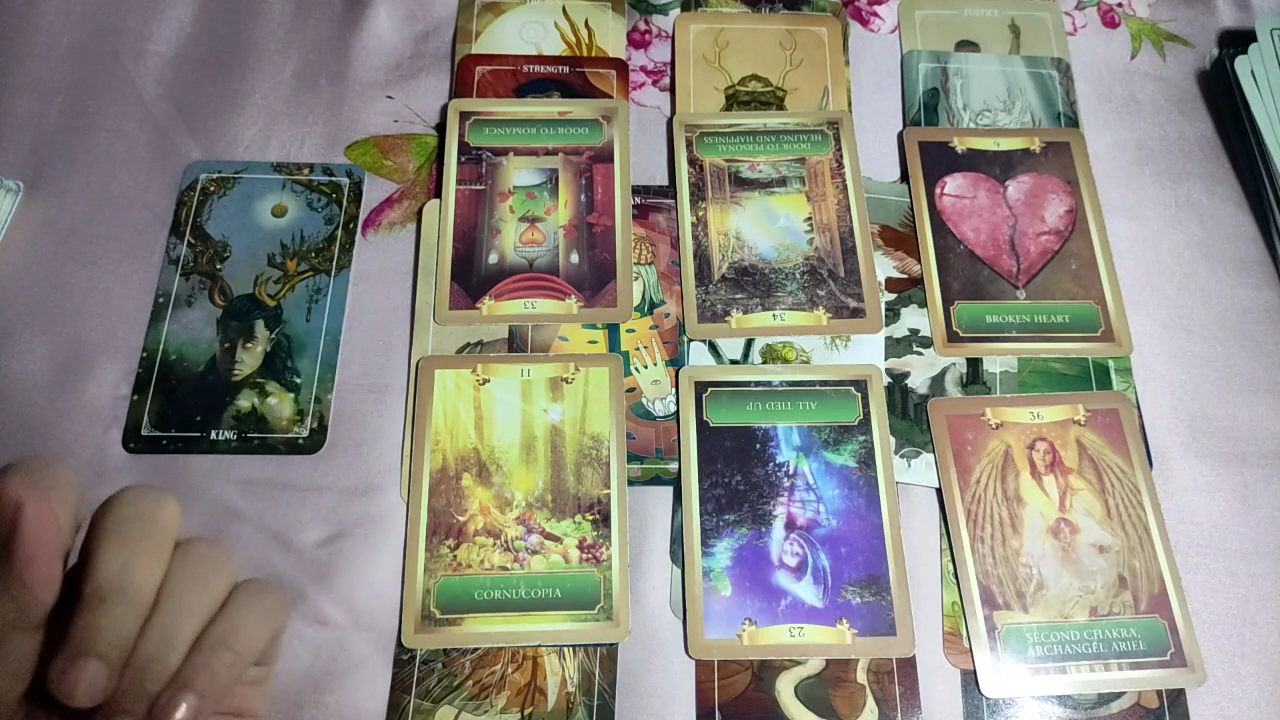 JUSTICE
· STRENGTH ·
DOOR TO ROMANCE
33
DOOR TO PERSONAL
HEALING AND HAPPINESS
34
9
BROKEN HEART
· KING ·
11
CORNUCOPIA
ALL TIED UP
23
36
SECOND CHAKRA,
ARCHANGEL ARIEL